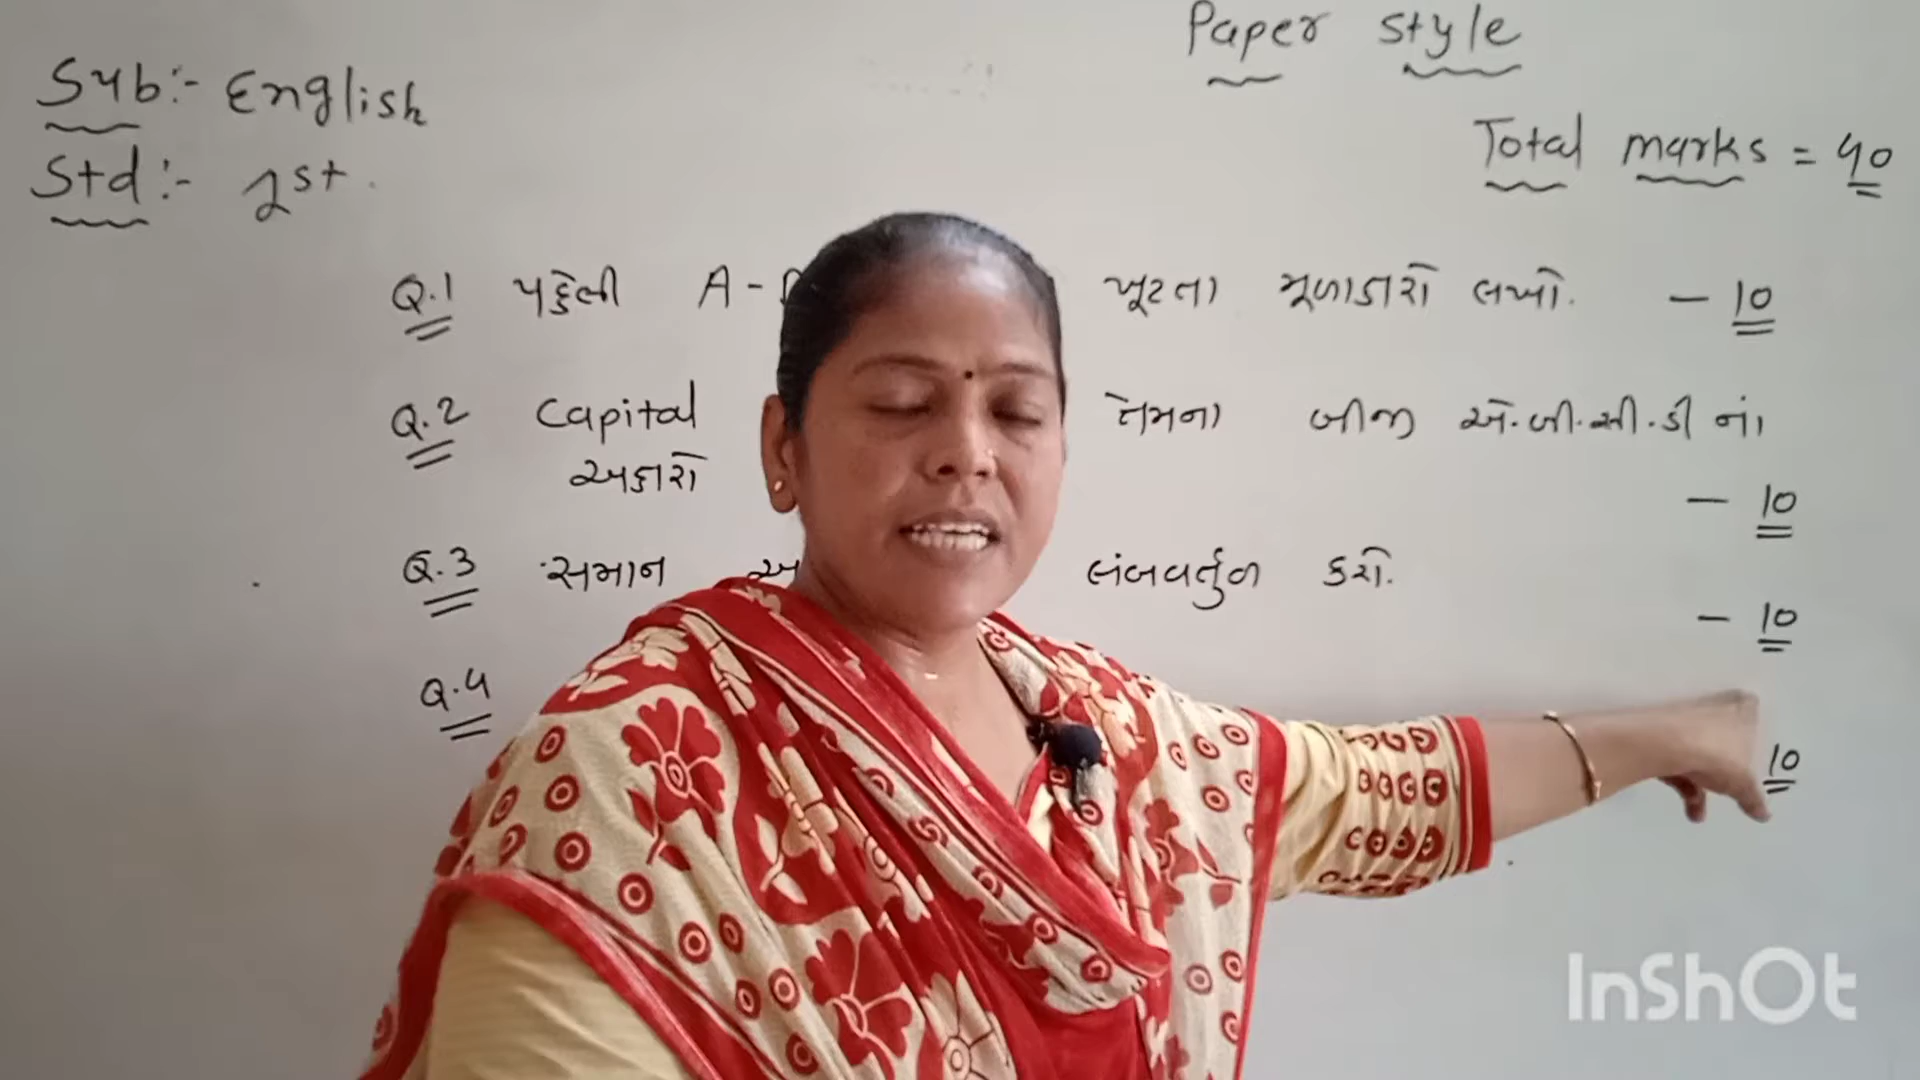 Paper style
Sub:- English
Total marks = 40
Std:- 1st.
Q.1 પહેલી A - ખૂટતા મૂળાક્ષરો લખો. - 10
Q.2 Capital તેમના બીજી એ.બી.સી.ડી નાં
અક્ષરો - 10
Q.3 સમાન અ લંબવર્તુળ કરો.
- 10
Q.4
10
InShOt